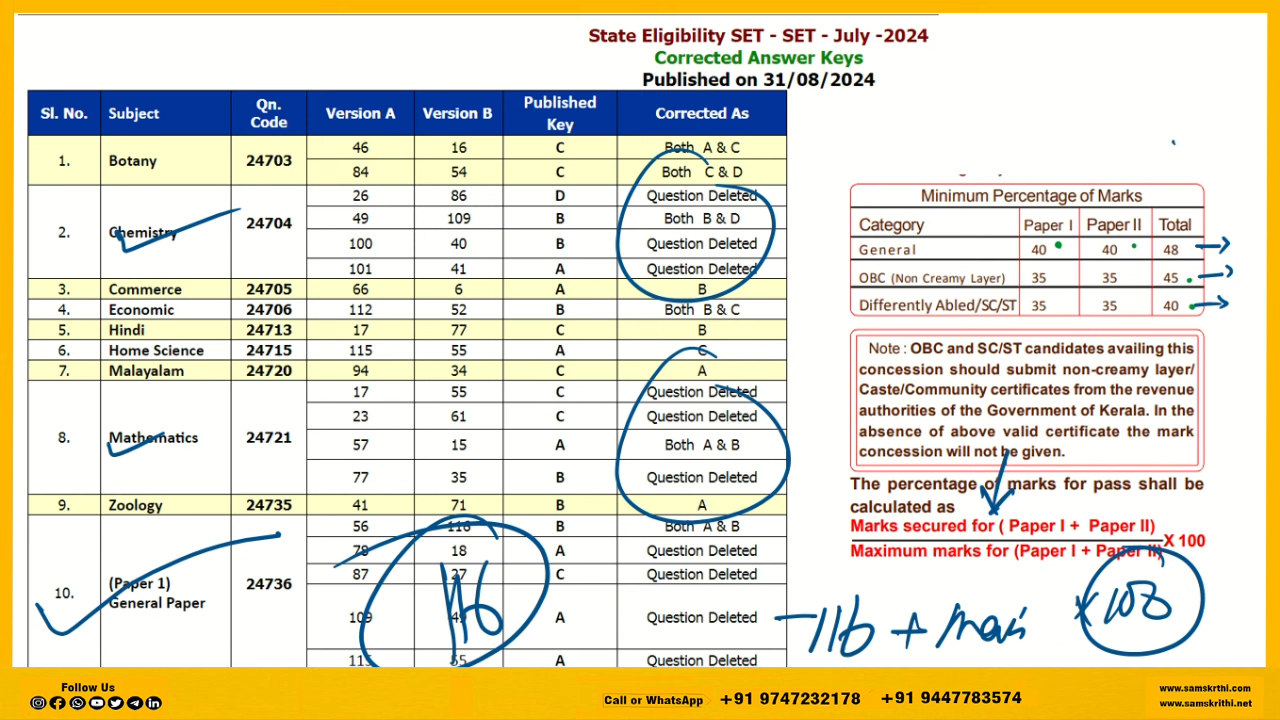 State Eligibility SET - SET - July -2024
Corrected Answer Keys
Published on 31/08/2024
Sl. No. Subject Qn. Code Version A Version B Published Key Corrected As
1. Botany 24703 46 16 C Both A & C
84 54 C Both C & D
2. Chemistry 24704 26 86 D Question Deleted
49 109 B Both B & D
100 40 B Question Deleted
101 41 A Question Deleted
3. Commerce 24705 66 6 A B
4. Economic 24706 112 52 B Both B & C
5. Hindi 24713 17 77 C B
6. Home Science 24715 115 55 A C
7. Malayalam 24720 94 34 C A
8. Mathematics 24721 17 55 C Question Deleted
23 61 C Question Deleted
57 15 A Both A & B
77 35 B Question Deleted
9. Zoology 24735 41 71 B A
10. (Paper 1) General Paper 24736 56 116 B Both A & B
78 18 A Question Deleted
87 27 C Question Deleted
109 49 A Question Deleted
115 55 A Question Deleted
116
Minimum Percentage of Marks
Category Paper I Paper II Total
General 40 40 48
OBC (Non Creamy Layer) 35 35 45
Differently Abled/SC/ST 35 35 40
Note : OBC and SC/ST candidates availing this
concession should submit non-creamy layer/
Caste/Community certificates from the revenue
authorities of the Government of Kerala. In the
absence of above valid certificate the mark
concession will not be given.
The percentage of marks for pass shall be
calculated as
Marks secured for ( Paper I + Paper II)
X 100
Maximum marks for (Paper I + Paper II)
116 +
Follow Us
Call or WhatsApp +91 9747232178 +91 9447783574
www.samskrthi.com
www.samskrthi.net